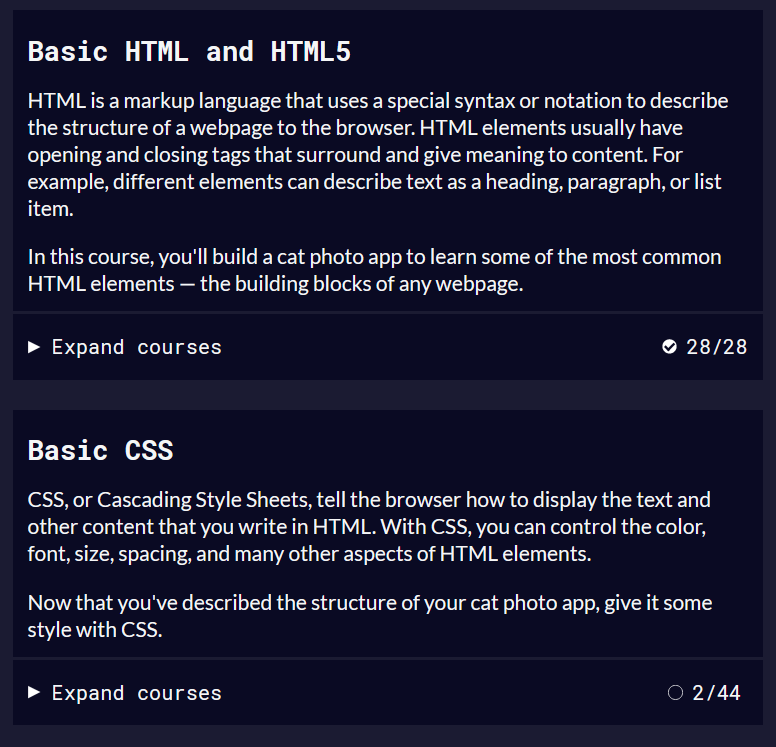 Basic HTML and HTML5
HTML is a markup language that uses a special syntax or notation to describe
the structure of a webpage to the browser. HTML elements usually have
opening and closing tags that surround and give meaning to content. For
example, different elements can describe text as a heading, paragraph, or list
item.
In this course, you'll build a cat photo app to learn some of the most common
HTML elements — the building blocks of any webpage.
Expand courses 28/28
Basic CSS
CSS, or Cascading Style Sheets, tell the browser how to display the text and
other content that you write in HTML. With CSS, you can control the color,
font, size, spacing, and many other aspects of HTML elements.
Now that you've described the structure of your cat photo app, give it some
style with CSS.
Expand courses 2/44